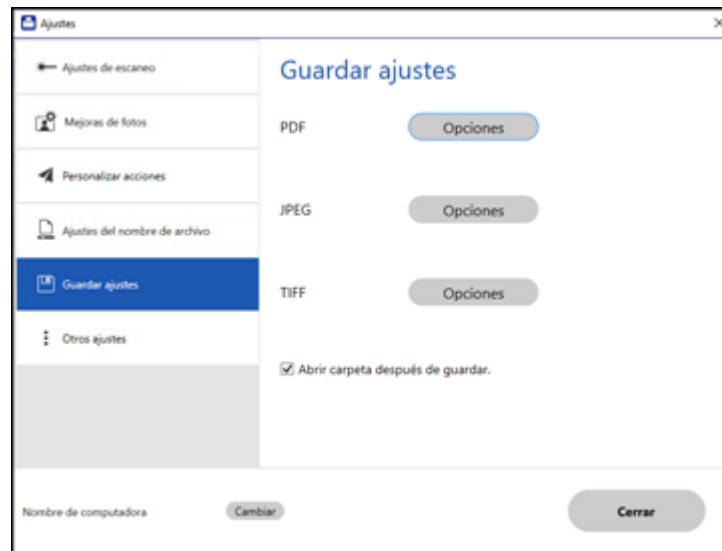 Ajustes
Ajustes de escaneo
Mejoras de fotos
Personalizar acciones
Ajustes del nombre de archivo
Guardar ajustes
Otros ajustes
Guardar ajustes
PDF Opciones
JPEG Opciones
TIFF Opciones
Abrir carpeta después de guardar.
Nombre de computadora Cambiar Cerrar